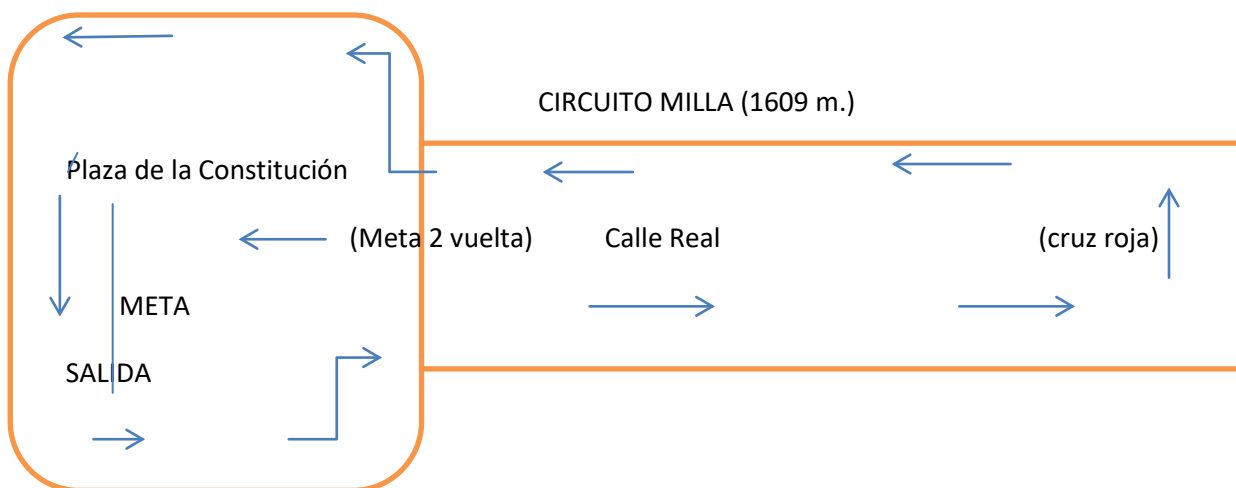 CIRCUITO MILLA (1609 m.)
Plaza de la Constitución
(Meta 2 vuelta)
Calle Real
(cruz roja)
META
SALIDA